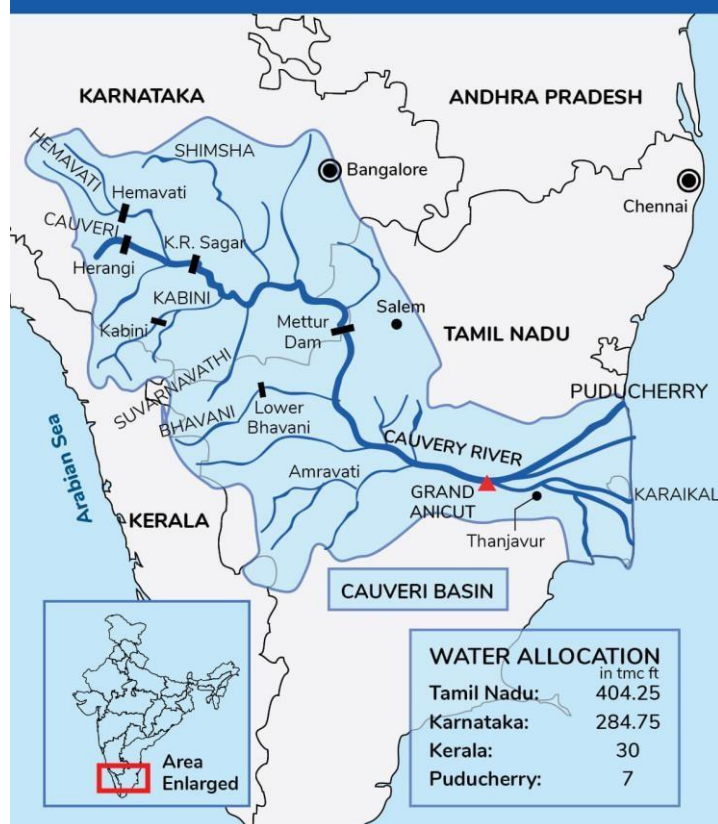 KARNATAKA
ANDHRA PRADESH
HEMAVATI
SHIMSHA
Bangalore
Hemavati
Chennai
CAUVERI
K.R. Sagar
Herangi
KABINI
Salem
Mettur
Dam
Kabini
TAMIL NADU
SUVARNAVATHI
PUDUCHERRY
BHAVANI
Lower
Bhavani
CAUVERY RIVER
Arabian Sea
Amravati
GRAND
ANICUT
KARAIKAL
KERALA
Thanjavur
CAUVERI BASIN
Area
Enlarged
WATER ALLOCATION
in tmc ft
Tamil Nadu: 404.25
Karnataka: 284.75
Kerala: 30
Puducherry: 7